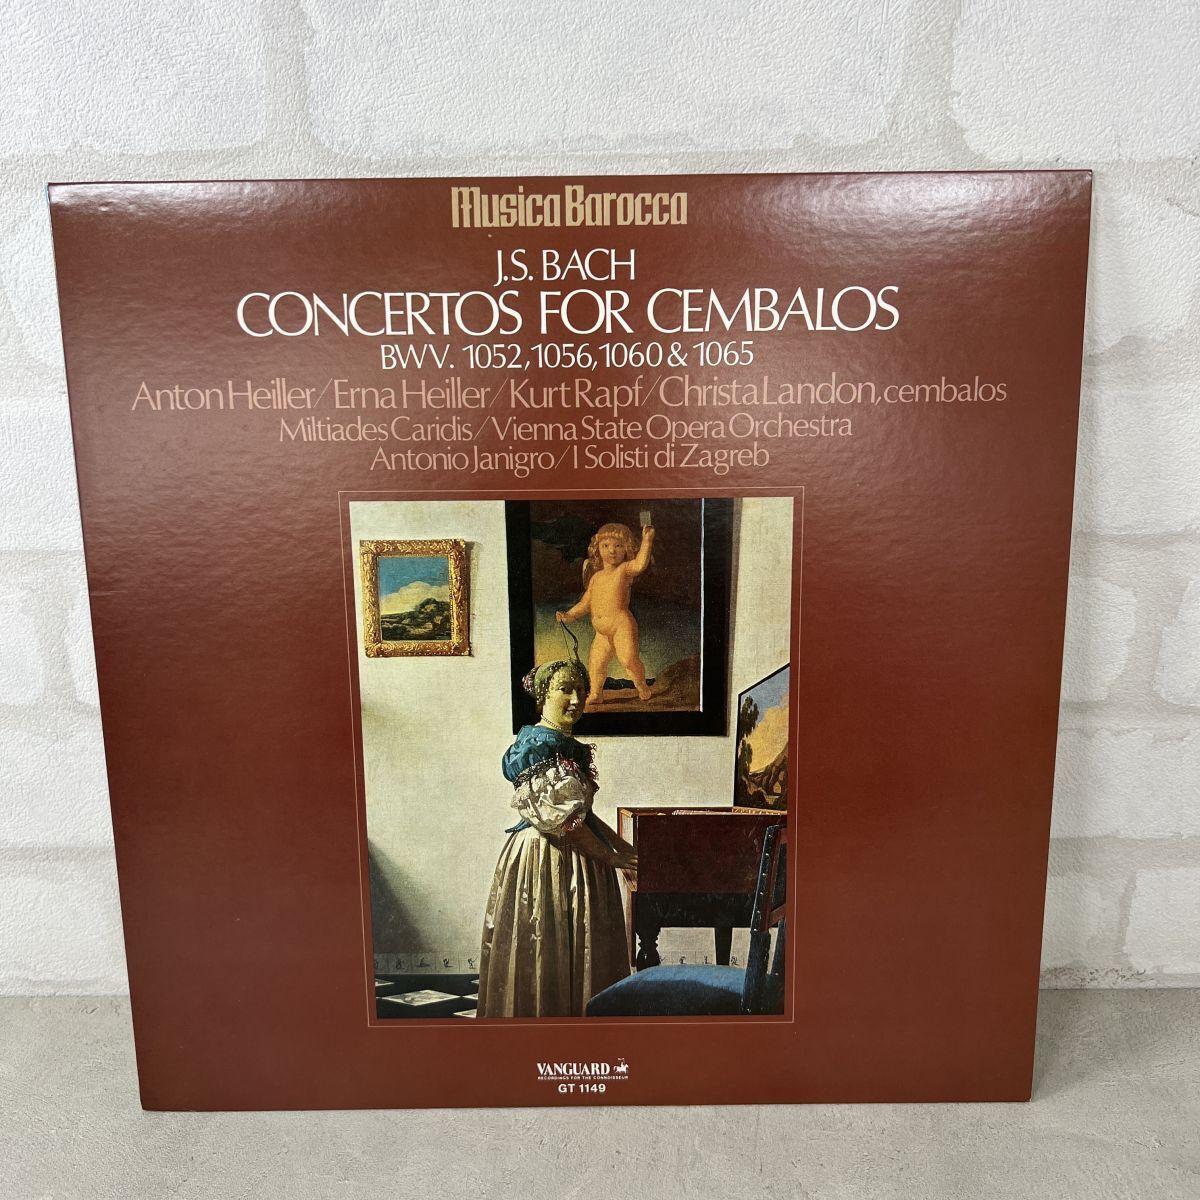 Musica Barocca
J.S. BACH
CONCERTOS FOR CEMBALOS
BWV. 1052, 1056, 1060 & 1065
Anton Heiller/Erna Heiller/Kurt Rapf/Christa Landon, cembalos
Miltiades Caridis/Vienna State Opera Orchestra
Antonio Janigro/I Solisti di Zagreb
VANGUARD
RECORDINGS FOR THE CONNOISSEUR
GT 1149